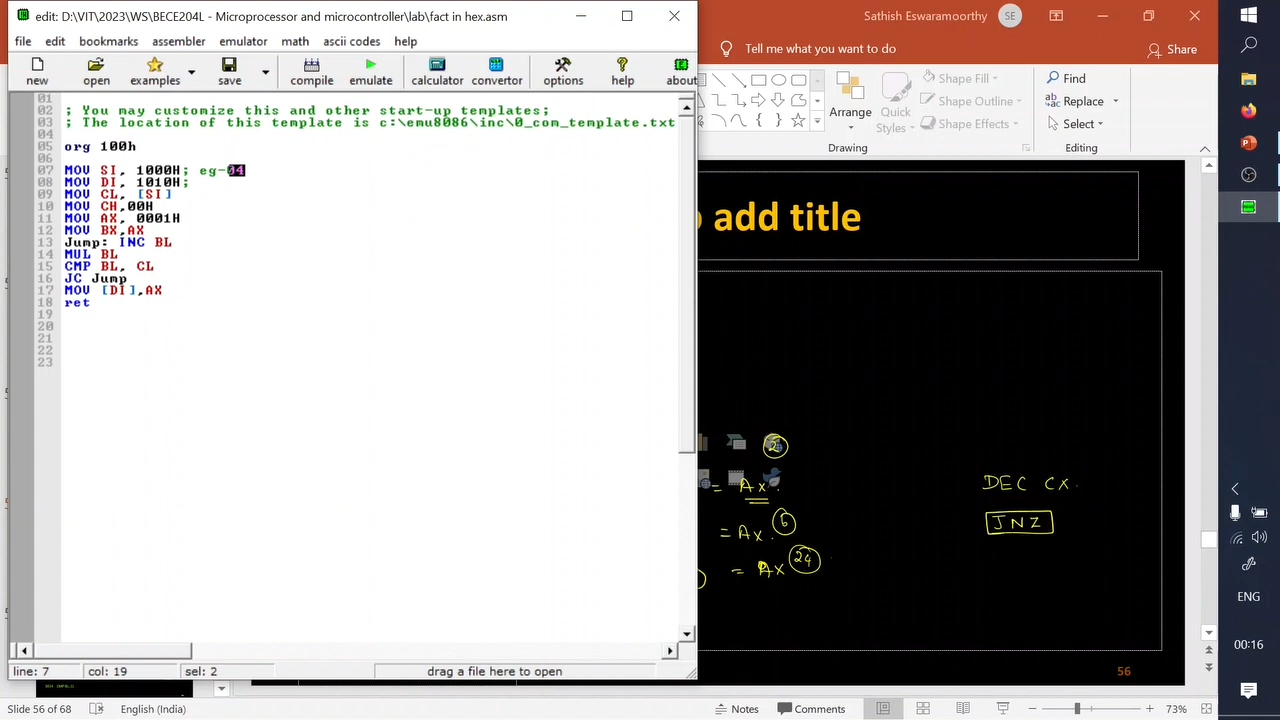 edit: D:\VIT\2023\WS\BECE204L - Microprocessor and microcontroller\lab\fact in hex.asm
Sathish Eswaramoorthy SE
file edit bookmarks assembler emulator math ascii codes help
Tell me what you want to do
Share
new open examples save compile emulate calculator convertor options help about
Arrange
Quick Styles
Shape Fill
Shape Outline
Shape Effects
Drawing
Find
Replace
Select
Editing
01
02 ; You may customize this and other start-up templates;
03 ; The location of this template is c:\emu8086\inc\0_com_template.txt
04
05 org 100h
06
07 MOV SI, 1000H; eg-04
08 MOV DI, 1010H;
09 MOV CL, [SI]
10 MOV CH,00H
11 MOV AX, 0001H
12 MOV BX,AX
13 Jump: INC BL
14 MUL BL
15 CMP BL, CL
16 JC Jump
17 MOV [DI],AX
18 ret
19
20
21
22
23
add title
2
= AX.
= AX. 6
= AX 24
DEC CX.
JNZ
56
line: 7 col: 19 sel: 2 drag a file here to open
Slide 56 of 68 English (India) Notes Comments 73%
ENG
00:16